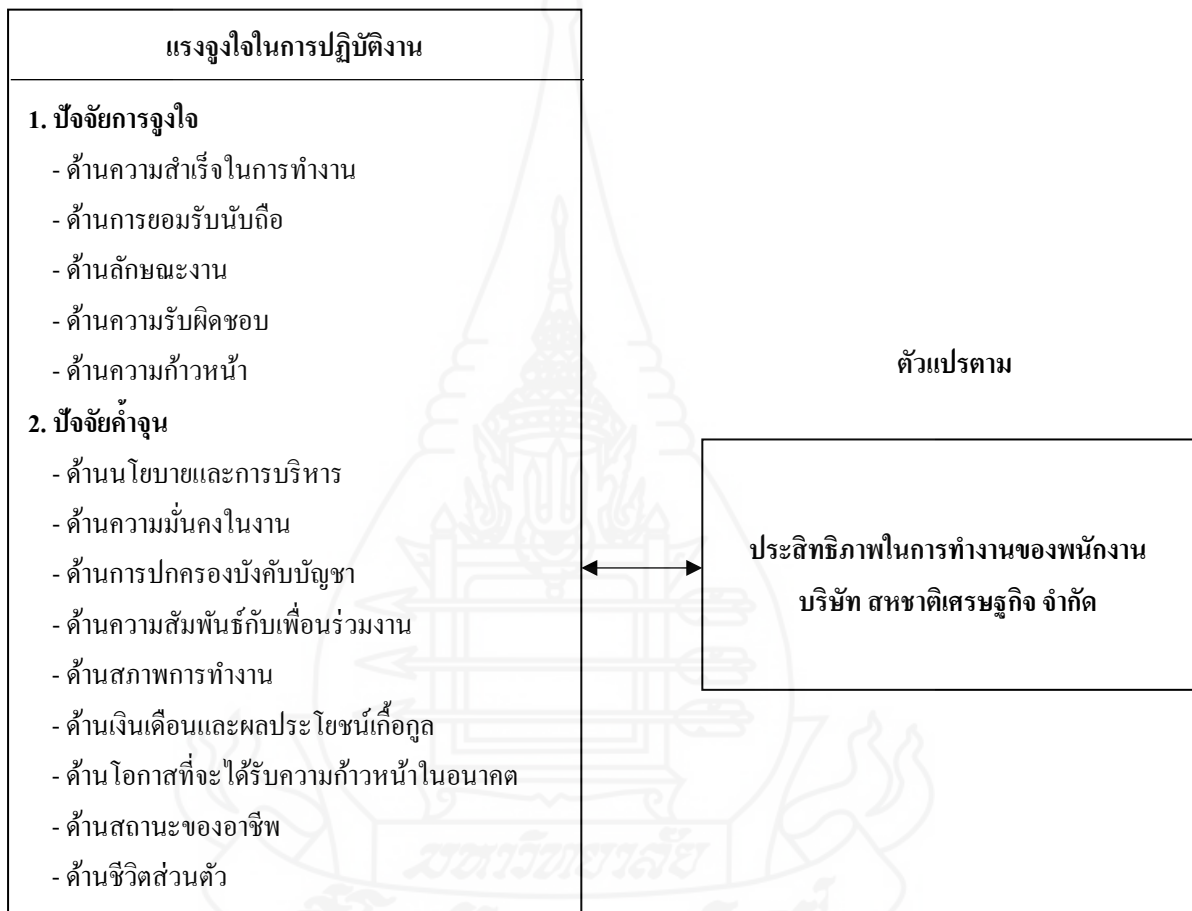 แรงจูงใจในการปฏิบัติงาน
1. ปัจจัยการจูงใจ
- ด้านความสำเร็จในการทำงาน
- ด้านการยอมรับนับถือ
- ด้านลักษณะงาน
- ด้านความรับผิดชอบ
- ด้านความก้าวหน้า
2. ปัจจัยค้ำจุน
- ด้านนโยบายและการบริหาร
- ด้านความมั่นคงในงาน
- ด้านการปกครองบังคับบัญชา
- ด้านความสัมพันธ์กับเพื่อนร่วมงาน
- ด้านสภาพการทำงาน
- ด้านเงินเดือนและผลประโยชน์เกื้อกูล
- ด้านโอกาสที่จะได้รับความก้าวหน้าในอนาคต
- ด้านสถานะของอาชีพ
- ด้านชีวิตส่วนตัว
ตัวแปรตาม
ประสิทธิภาพในการทำงานของพนักงาน
บริษัท สหชาติเศรษฐกิจ จำกัด
มหาวิทยาลัย